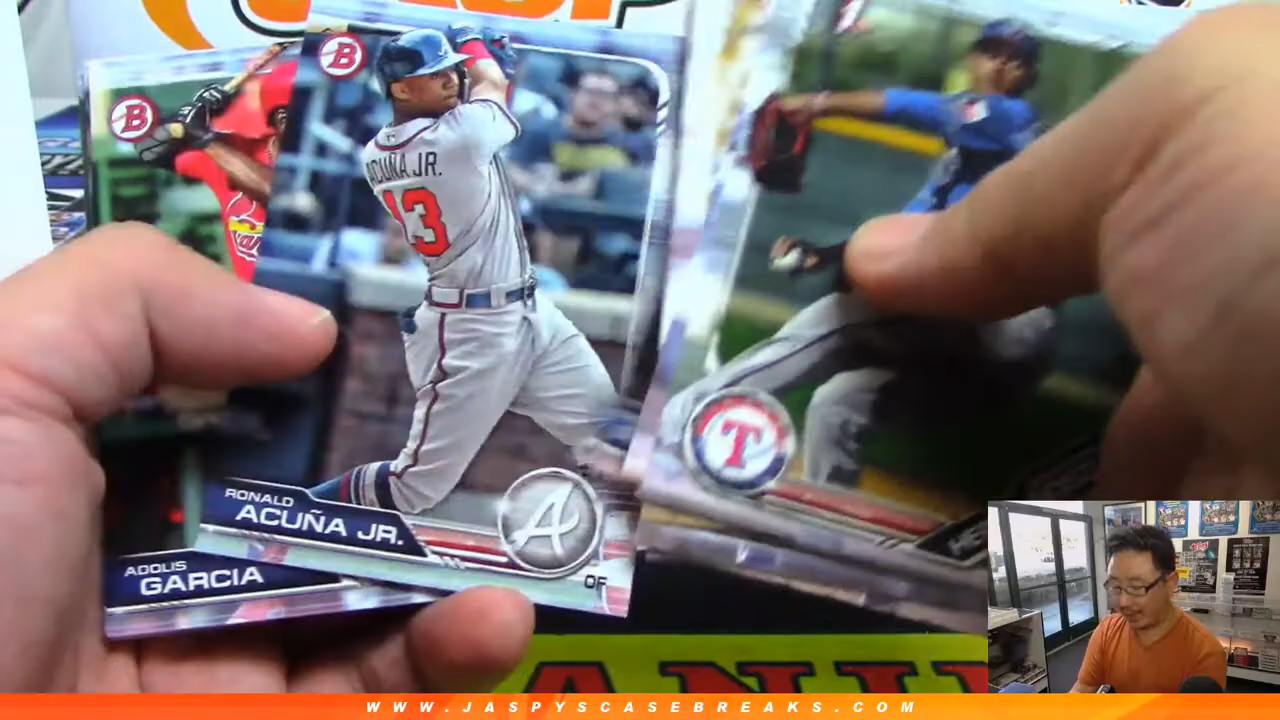 B
B
ACUÑA JR.
13
T
RONALD
ACUÑA JR.
A
OF
ADOLIS
GARCIA
WWW.JASPYSCASEBREAKS.COM